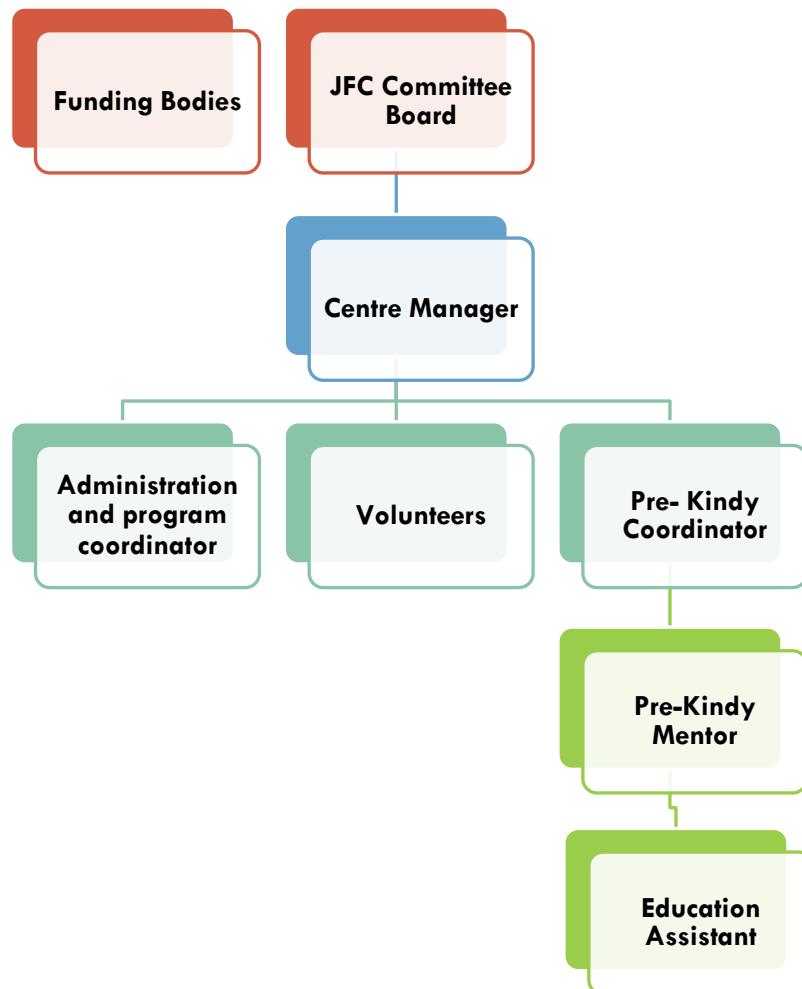 Funding Bodies
JFC Committee
Board
Centre Manager
Administration
and program
coordinator
Volunteers
Pre- Kindy
Coordinator
Pre-Kindy
Mentor
Education
Assistant